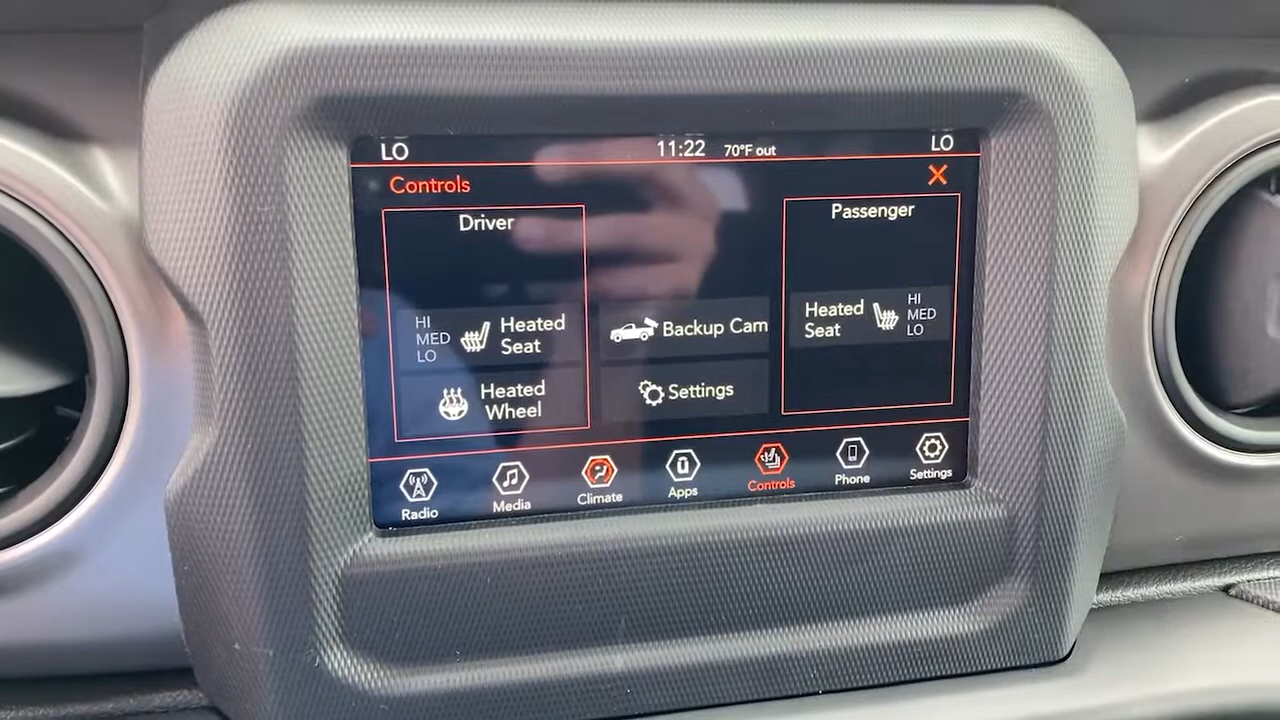 LO 11:22 70°F out LO
Controls X
Driver
HI
MED
LO
Heated
Seat
Heated
Wheel
Backup Cam
Settings
Passenger
Heated
Seat
HI
MED
LO
Radio Media Climate Apps Controls Phone Settings